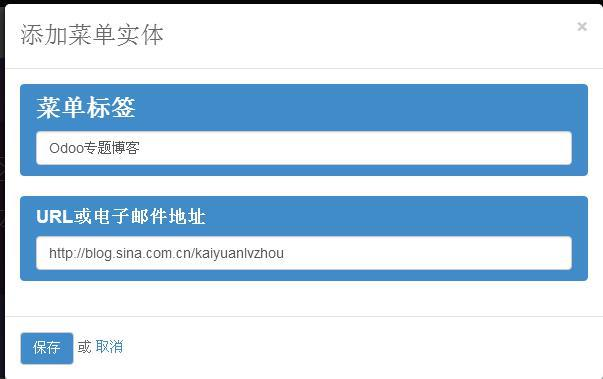 添加菜单实体
×
菜单标签
Odoo专题博客
URL或电子邮件地址
http://blog.sina.com.cn/kaiyuanlvzhou
保存 或 取消